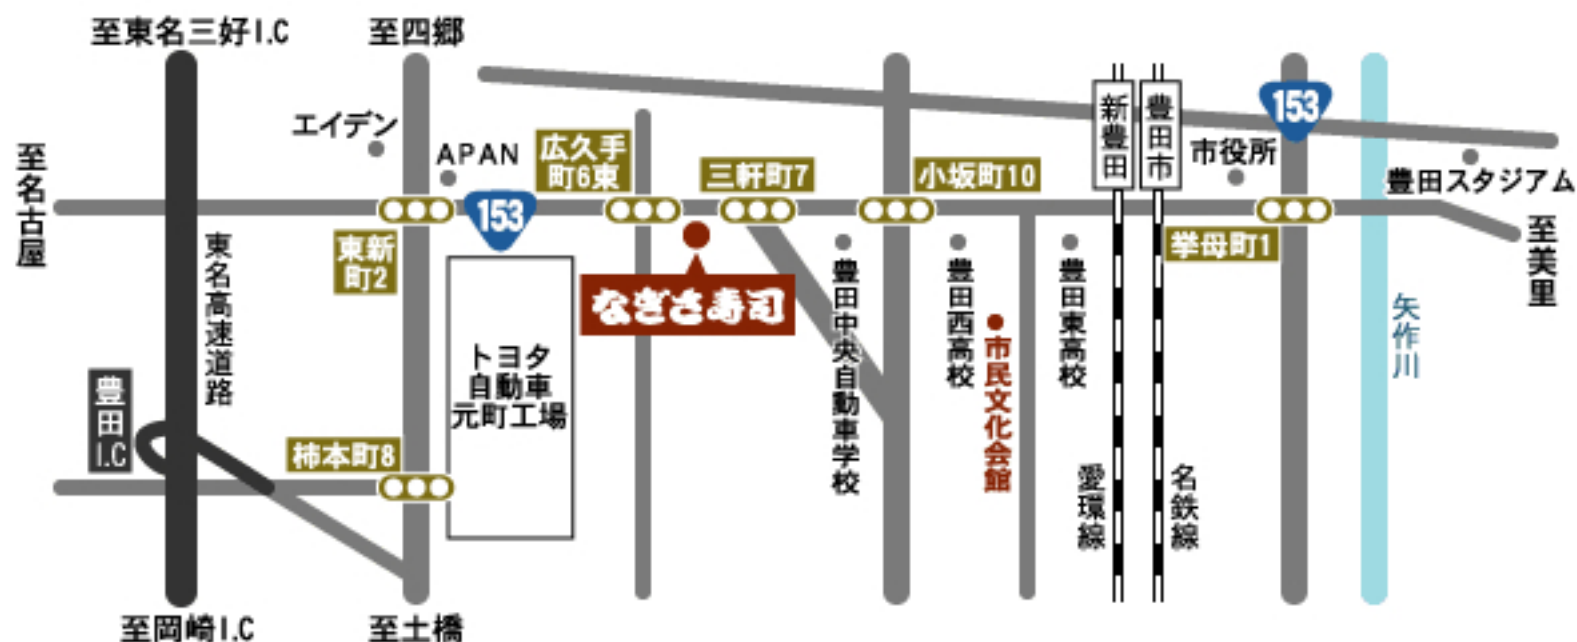 至東名三好I.C
至四郷
エイデン
APAN
広久手
町6東
三軒町7
小坂町10
新豊田
豊田市
153
市役所
豊田スタジアム
至名古屋
153
東新
町2
挙母町1
至美里
東名高速道路
なぎさ寿司
トヨタ
自動車
元町工場
豊田中央自動車学校
豊田西高校
市民文化会館
豊田東高校
矢作川
豊田I.C
柿本町8
愛環線
名鉄線
至岡崎I.C
至土橋